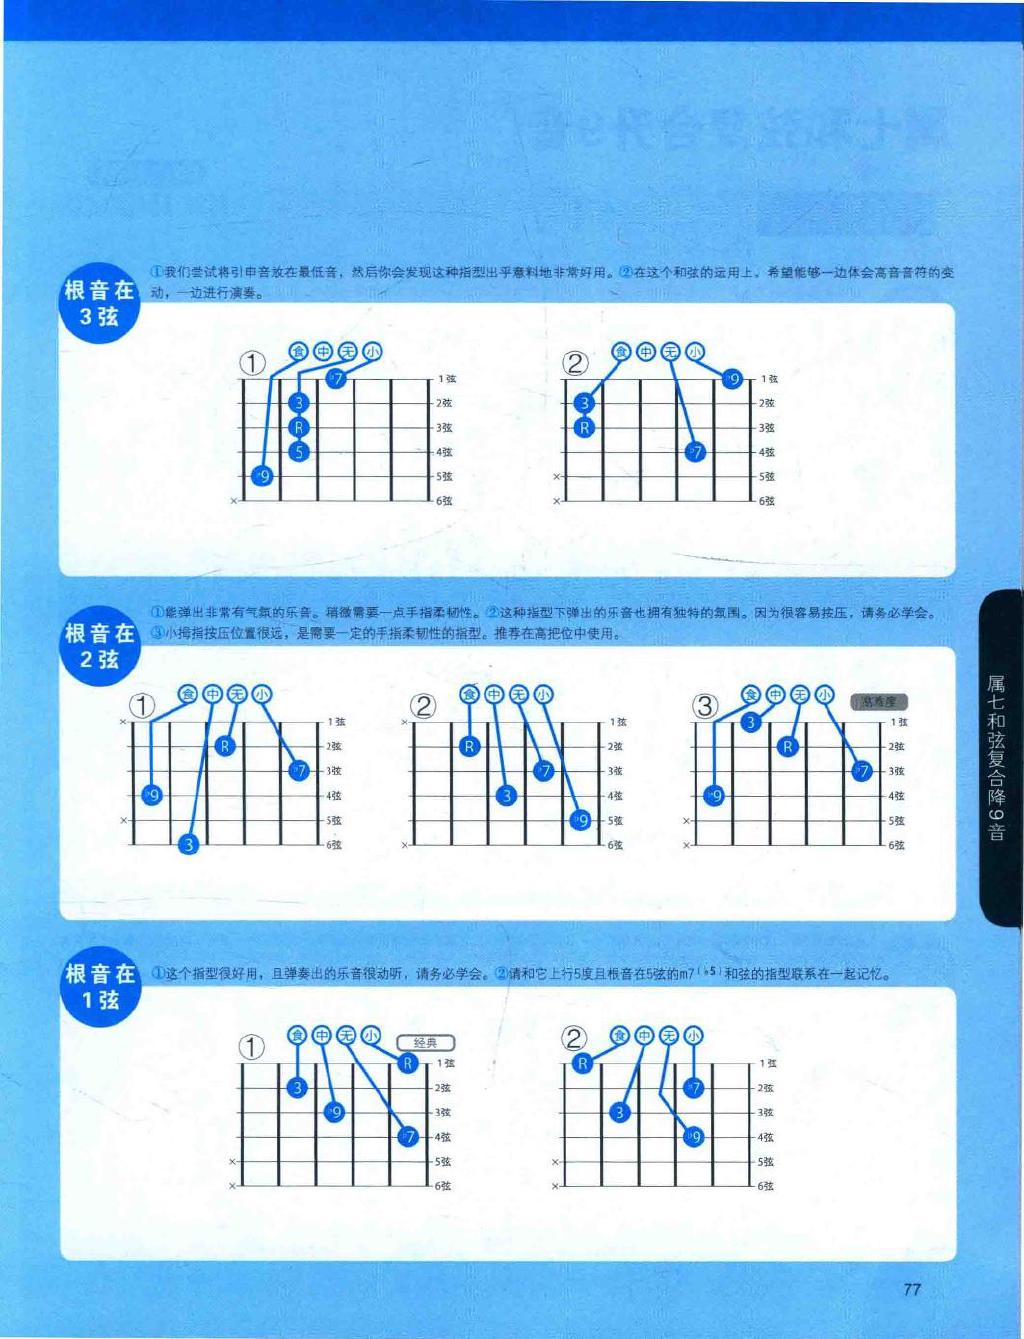 根音在
3弦
①我们尝试将引申音放在最低音，然后你会发现这种指型出乎意料地非常好用。②在这个和弦的运用上，希望能够一边体会高音音符的变
动，一边进行演奏。
① 食 中 无 小
♭7 1弦
3 2弦
R 3弦
5 4弦
♭9 5弦
× 6弦
② 食 中 无 小
♭9 1弦
3 2弦
R 3弦
♭7 4弦
× 5弦
× 6弦
根音在
2弦
①能弹出非常有气氛的乐音。稍微需要一点手指柔韧性。②这种指型下弹出的乐音也拥有独特的氛围。因为很容易按压，请务必学会。
③小拇指按压位置很远，是需要一定的手指柔韧性的指型。推荐在高把位中使用。
① 食 中 无 小
× 1弦
R 2弦
♭7 3弦
♭9 4弦
× 5弦
3 6弦
② 食 中 无 小
× 1弦
R 2弦
♭7 3弦
3 4弦
♭9 5弦
× 6弦
③ 食 中 无 小 高难度
3 1弦
R 2弦
♭7 3弦
♭9 4弦
× 5弦
× 6弦
属七和弦复合降9音
根音在
1弦
①这个指型很好用，且弹奏出的乐音很动听，请务必学会。②请和它上行5度且根音在5弦的m7（♭5）和弦的指型联系在一起记忆。
① 食 中 无 小 经典
R 1弦
3 2弦
♭9 3弦
♭7 4弦
× 5弦
× 6弦
② 食 中 无 小
R 1弦
♭7 2弦
3 3弦
♭9 4弦
× 5弦
× 6弦
77